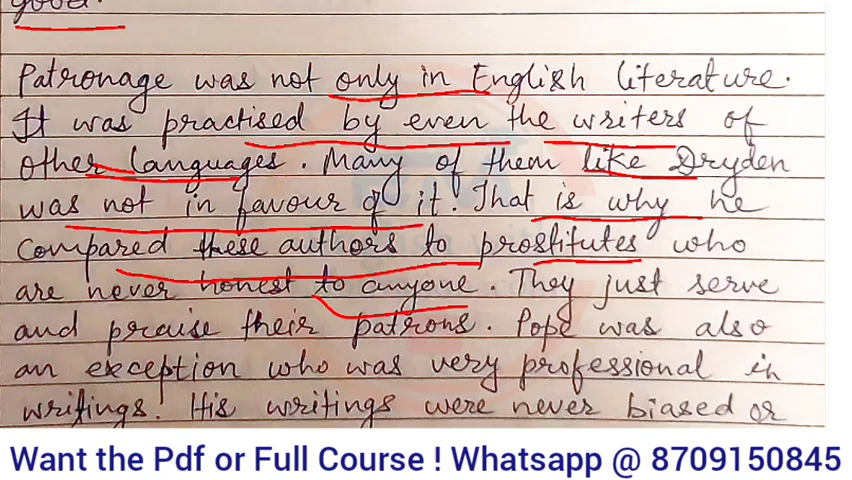 good.
Patronage was not only in English literature.
It was practised by even the writers of
other languages. Many of them like Dryden
was not in favour of it. That is why he
compared these authors to prostitutes who
are never honest to anyone. They just serve
and praise their patrons. Pope was also
an exception who was very professional in
writings. His writings were never biased or
Want the Pdf or Full Course ! Whatsapp @ 8709150845